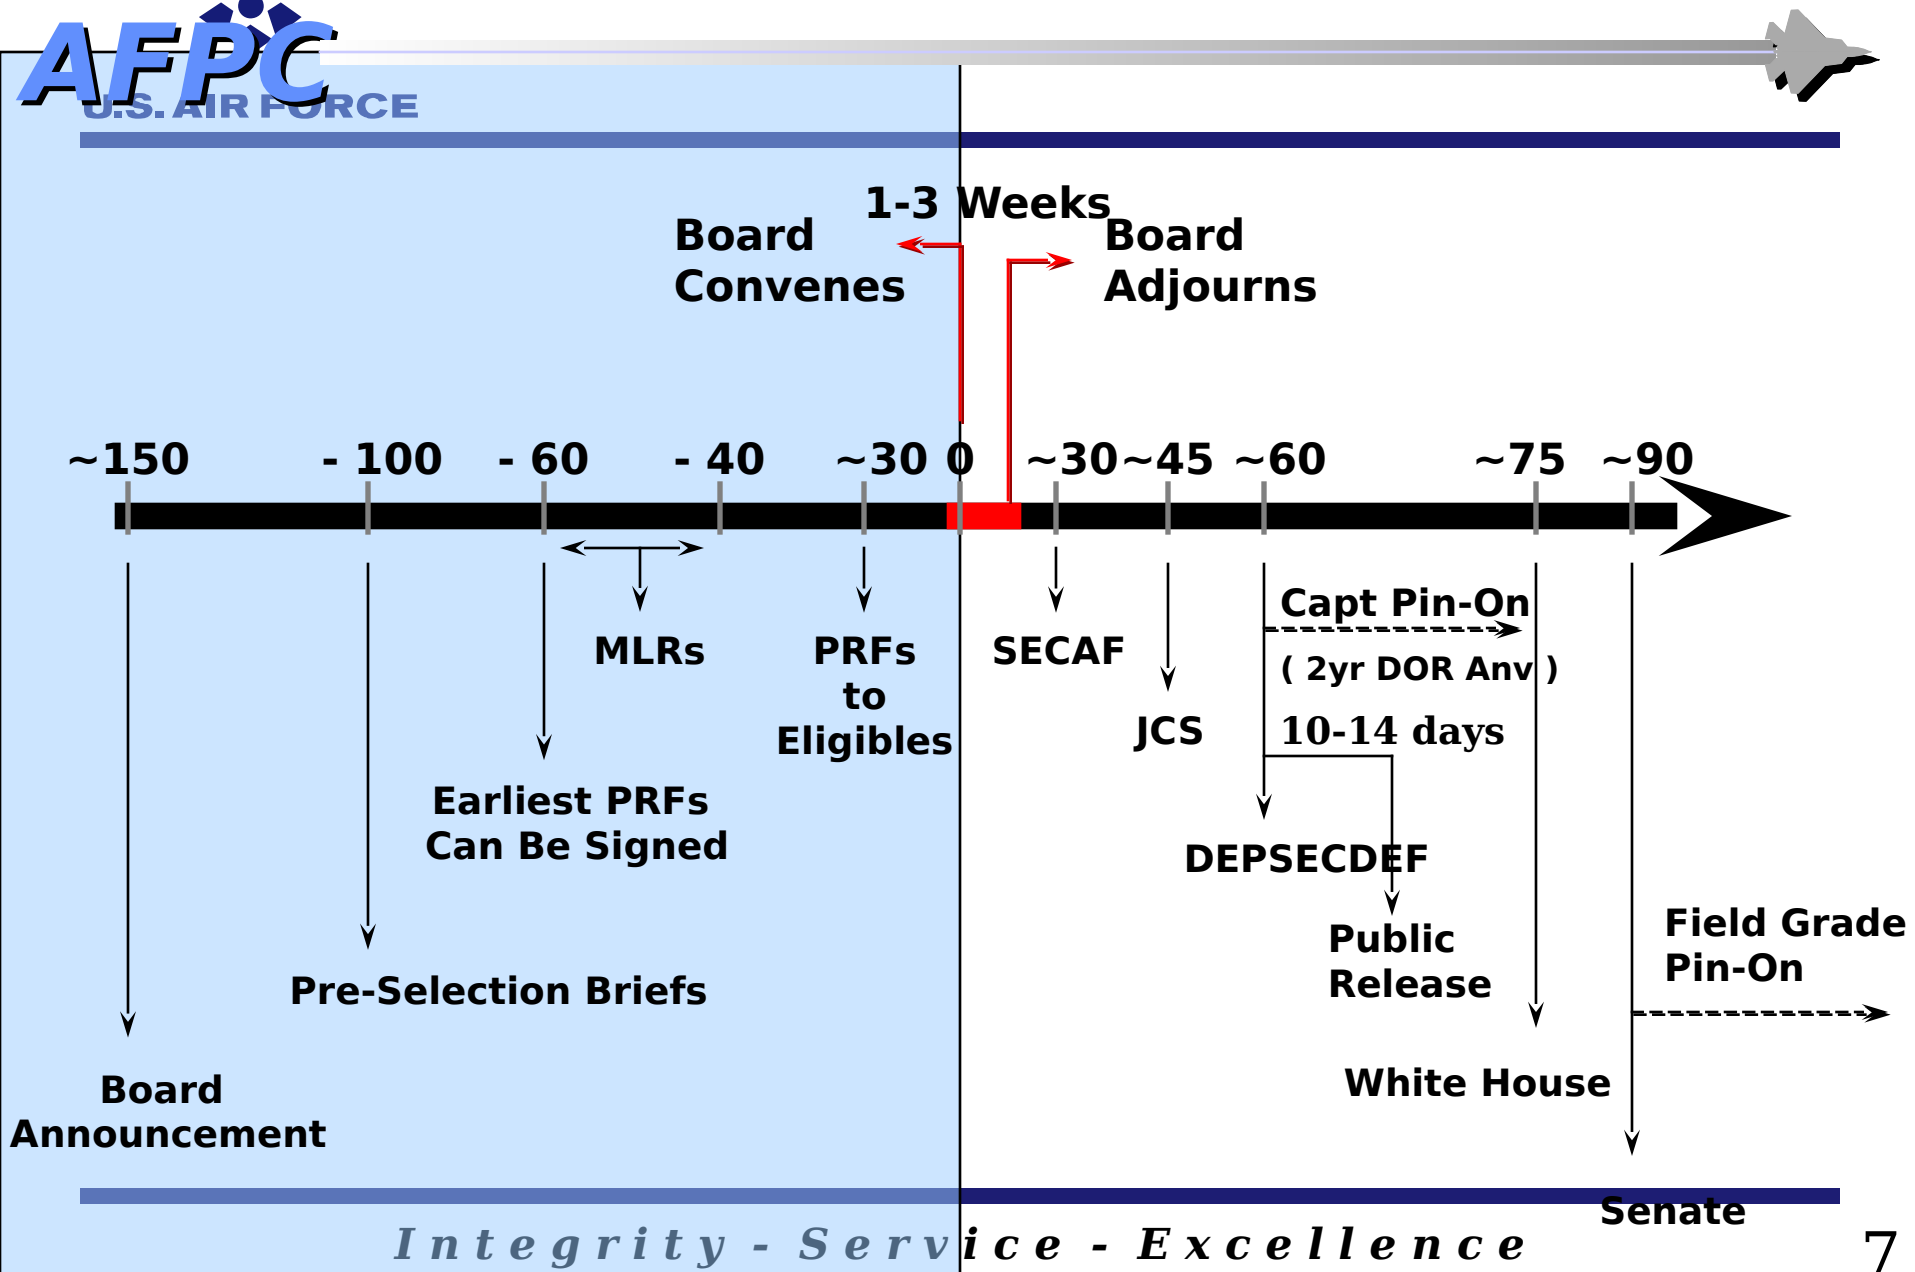 AFPC
U.S. AIR FORCE
1-3 Weeks
Board
Convenes
Board
Adjourns
~150 - 100 - 60 - 40 ~30 0 ~30 ~45 ~60 ~75 ~90
Capt Pin-On
( 2yr DOR Anv )
MLRs
PRFs
to
Eligibles
SECAF
JCS
10-14 days
Earliest PRFs
Can Be Signed
DEPSECDEF
Public
Release
Field Grade
Pin-On
Pre-Selection Briefs
White House
Board
Announcement
Senate
Integrity - Service - Excellence
7